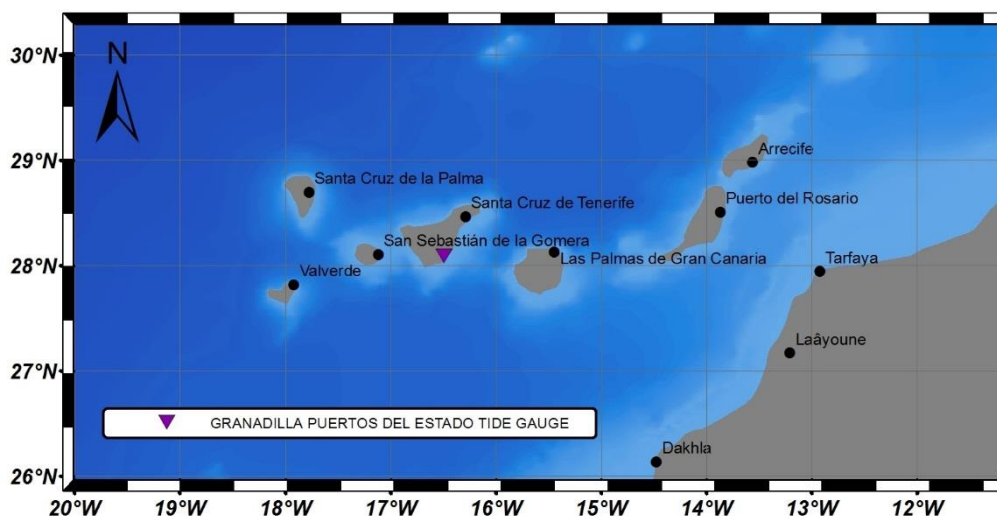 30°N
N
29°N
Arrecife
Santa Cruz de la Palma
Santa Cruz de Tenerife
Puerto del Rosario
San Sebastián de la Gomera
28°N
Valverde
Las Palmas de Gran Canaria
Tarfaya
27°N
Laâyoune
GRANADILLA PUERTOS DEL ESTADO TIDE GAUGE
Dakhla
26°N
20°W 19°W 18°W 17°W 16°W 15°W 14°W 13°W 12°W